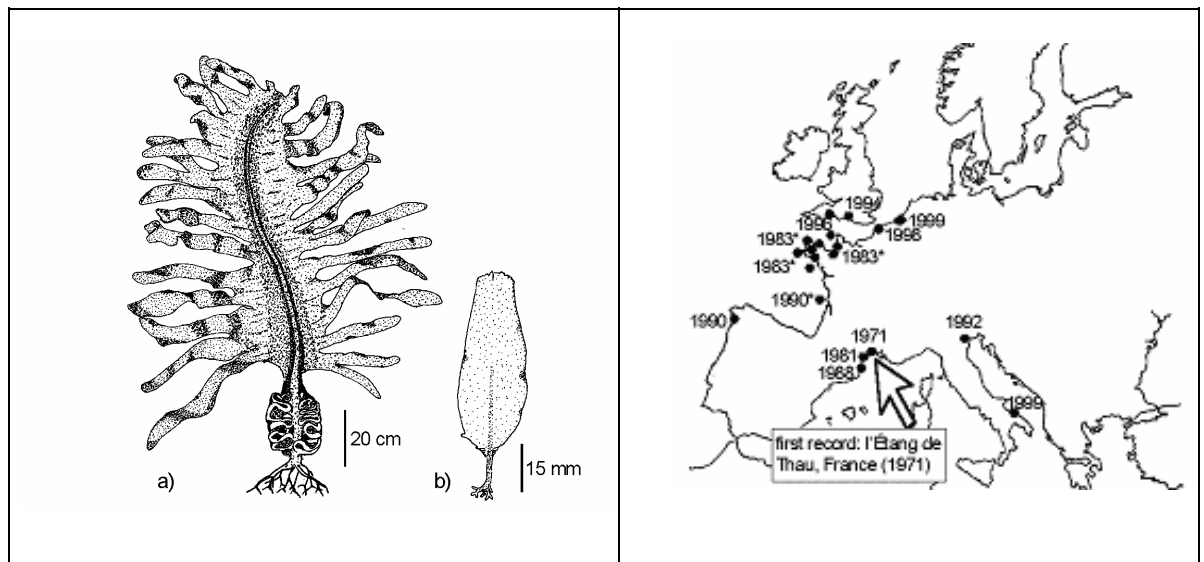 20 cm
a)
b)
15 mm
1994
1996
1999
1998
1983*
1983*
1983*
1990*
1990
1971
1992
1981
1988
1999
first record: l'Étang de
Thau, France (1971)